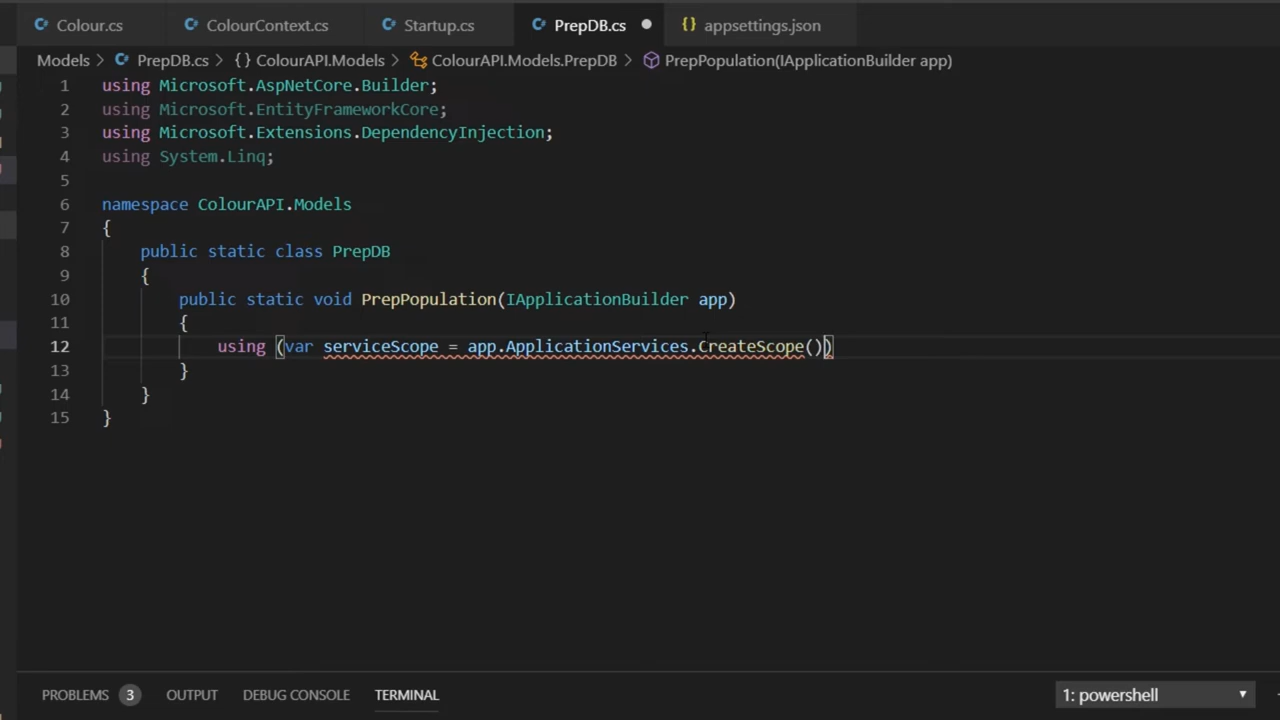 Colour.cs ColourContext.cs Startup.cs PrepDB.cs appsettings.json
Models > PrepDB.cs > {} ColourAPI.Models > ColourAPI.Models.PrepDB > PrepPopulation(IApplicationBuilder app)
1 using Microsoft.AspNetCore.Builder;
2 using Microsoft.EntityFrameworkCore;
3 using Microsoft.Extensions.DependencyInjection;
4 using System.Linq;
5
6 namespace ColourAPI.Models
7 {
8 public static class PrepDB
9 {
10 public static void PrepPopulation(IApplicationBuilder app)
11 {
12 using (var serviceScope = app.ApplicationServices.CreateScope())
13 }
14 }
15 }
PROBLEMS 3 OUTPUT DEBUG CONSOLE TERMINAL 1: powershell